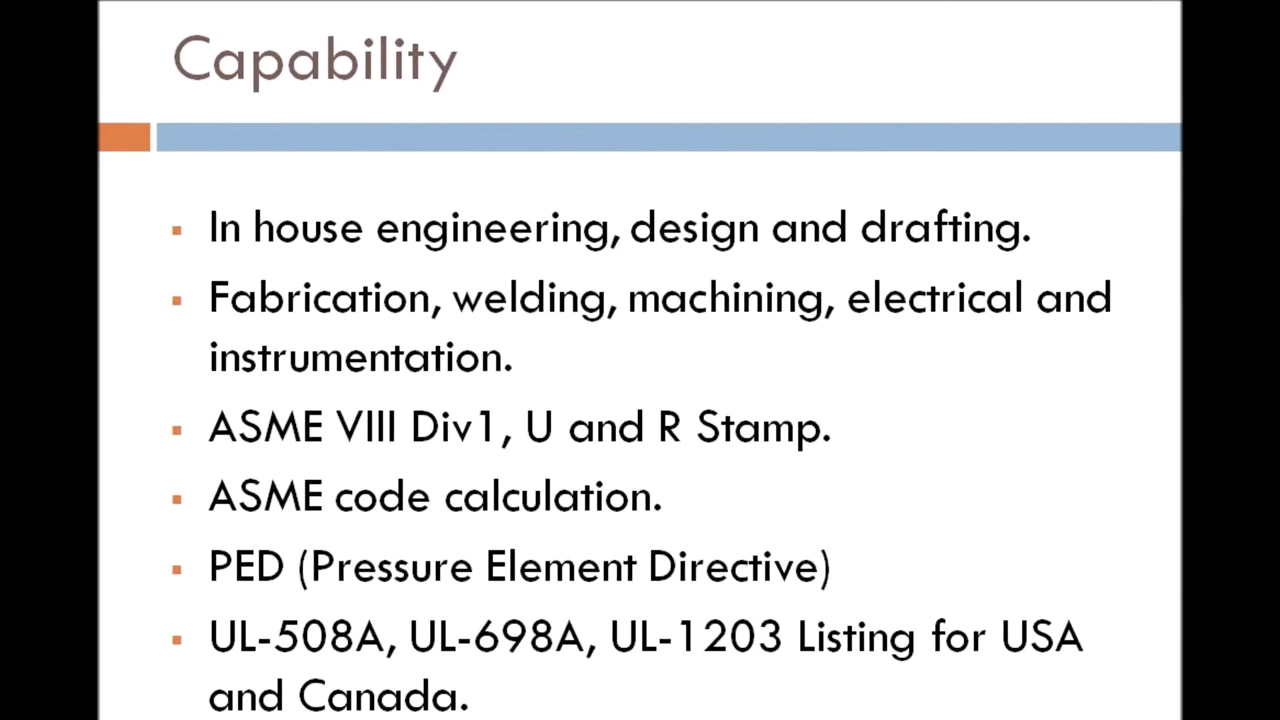 Capability
In house engineering, design and drafting.
Fabrication, welding, machining, electrical and
instrumentation.
ASME VIII Div1, U and R Stamp.
ASME code calculation.
PED (Pressure Element Directive)
UL-508A, UL-698A, UL-1203 Listing for USA
and Canada.